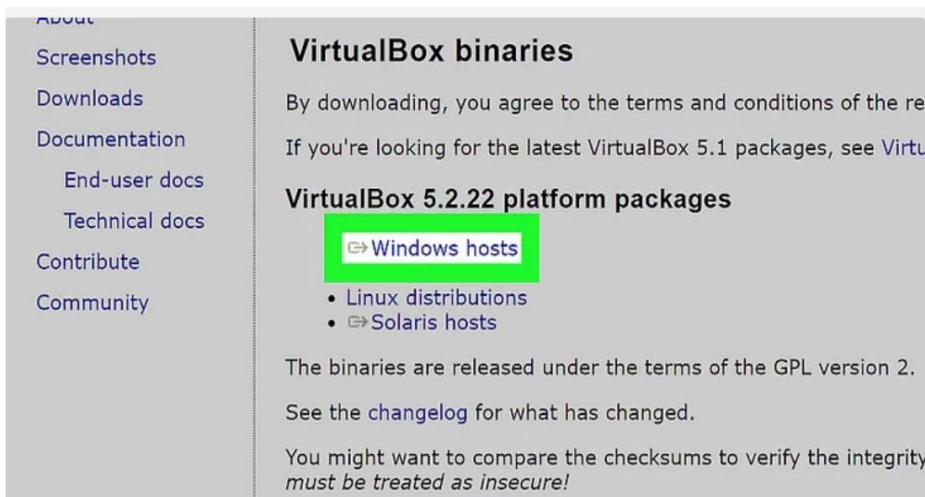 About
Screenshots
Downloads
Documentation
End-user docs
Technical docs
Contribute
Community
VirtualBox binaries
By downloading, you agree to the terms and conditions of the re
If you're looking for the latest VirtualBox 5.1 packages, see Virtu
VirtualBox 5.2.22 platform packages
Windows hosts
• Linux distributions
• Solaris hosts
The binaries are released under the terms of the GPL version 2.
See the changelog for what has changed.
You might want to compare the checksums to verify the integrity
must be treated as insecure!